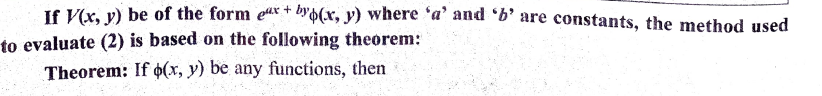 If V(x, y) be of the form e^{ax + by}ϕ(x, y) where ‘a’ and ‘b’ are constants, the method used
to evaluate (2) is based on the following theorem:
Theorem: If ϕ(x, y) be any functions, then